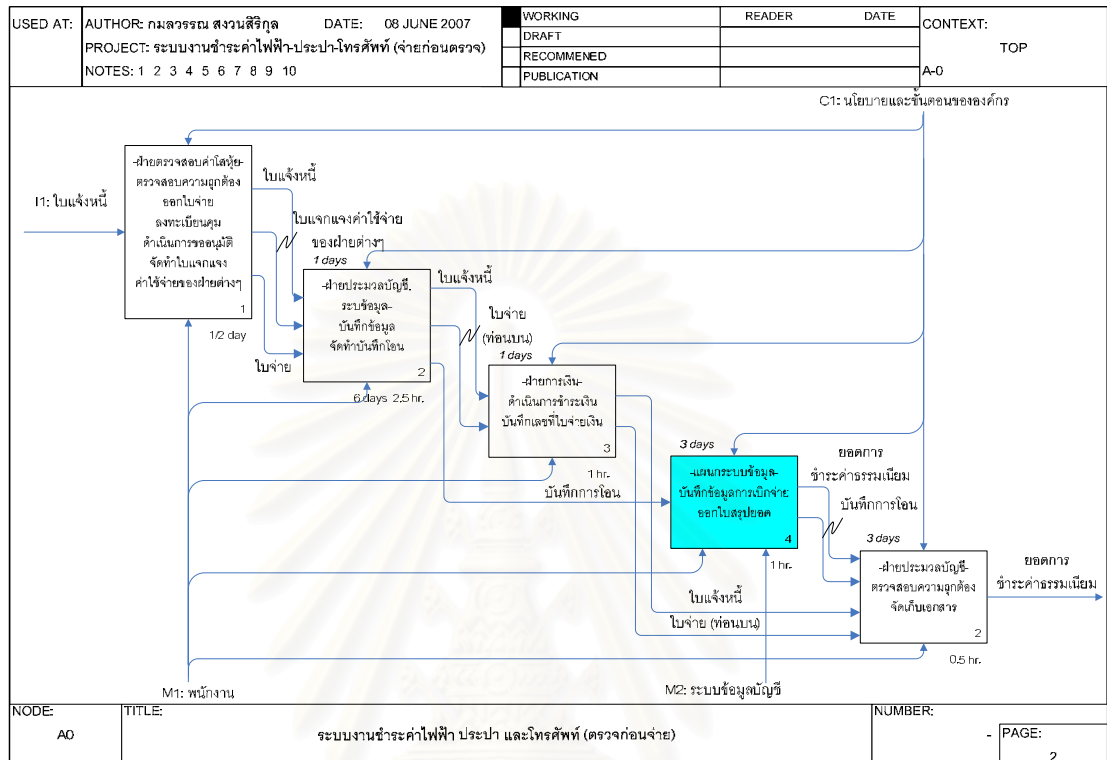 USED AT:
AUTHOR: กมลวรรณ สงวนสิริกุล DATE: 08 JUNE 2007
PROJECT: ระบบงานชำระค่าไฟฟ้า-ประปา-โทรศัพท์ (จ่ายก่อนตรวจ)
NOTES: 1 2 3 4 5 6 7 8 9 10
WORKING READER DATE
DRAFT
RECOMMENED
PUBLICATION
CONTEXT:
TOP
A-0
C1: นโยบายและขั้นตอนขององค์กร
I1: ใบแจ้งหนี้
-ฝ่ายตรวจสอบค่าโสหุ้ย-
ตรวจสอบความถูกต้อง
ออกใบจ่าย
ลงทะเบียนคุม
ดำเนินการขออนุมัติ
จัดทำใบแจกแจง
ค่าใช้จ่ายของฝ่ายต่างๆ
1
1/2 day
ใบแจ้งหนี้
ใบแจกแจงค่าใช้จ่าย
ของฝ่ายต่างๆ
ใบจ่าย
1 days
-ฝ่ายประมวลบัญชี.
ระบข้อมูล-
บันทึกข้อมูล
จัดทำบันทึกโอน
2
6 days 2.5 hr.
ใบแจ้งหนี้
ใบจ่าย
(ท่อนบน)
1 days
-ฝ่ายการเงิน-
ดำเนินการชำระเงิน
บันทึกเลขที่ใบจ่ายเงิน
3
1 hr.
บันทึกการโอน
3 days
-แผนกระบบข้อมูล-
บันทึกข้อมูลการเบิกจ่าย
ออกใบสรุปยอด
4
1 hr.
ยอดการ
ชำระค่าธรรมเนียม
บันทึกการโอน
3 days
-ฝ่ายประมวลบัญชี-
ตรวจสอบความถูกต้อง
จัดเก็บเอกสาร
2
0.5 hr.
ยอดการ
ชำระค่าธรรมเนียม
ใบแจ้งหนี้
ใบจ่าย (ท่อนบน)
M1: พนักงาน
M2: ระบบข้อมูลบัญชี
NODE:
A0
TITLE:
ระบบงานชำระค่าไฟฟ้า ประปา และโทรศัพท์ (ตรวจก่อนจ่าย)
NUMBER:
-
PAGE:
2